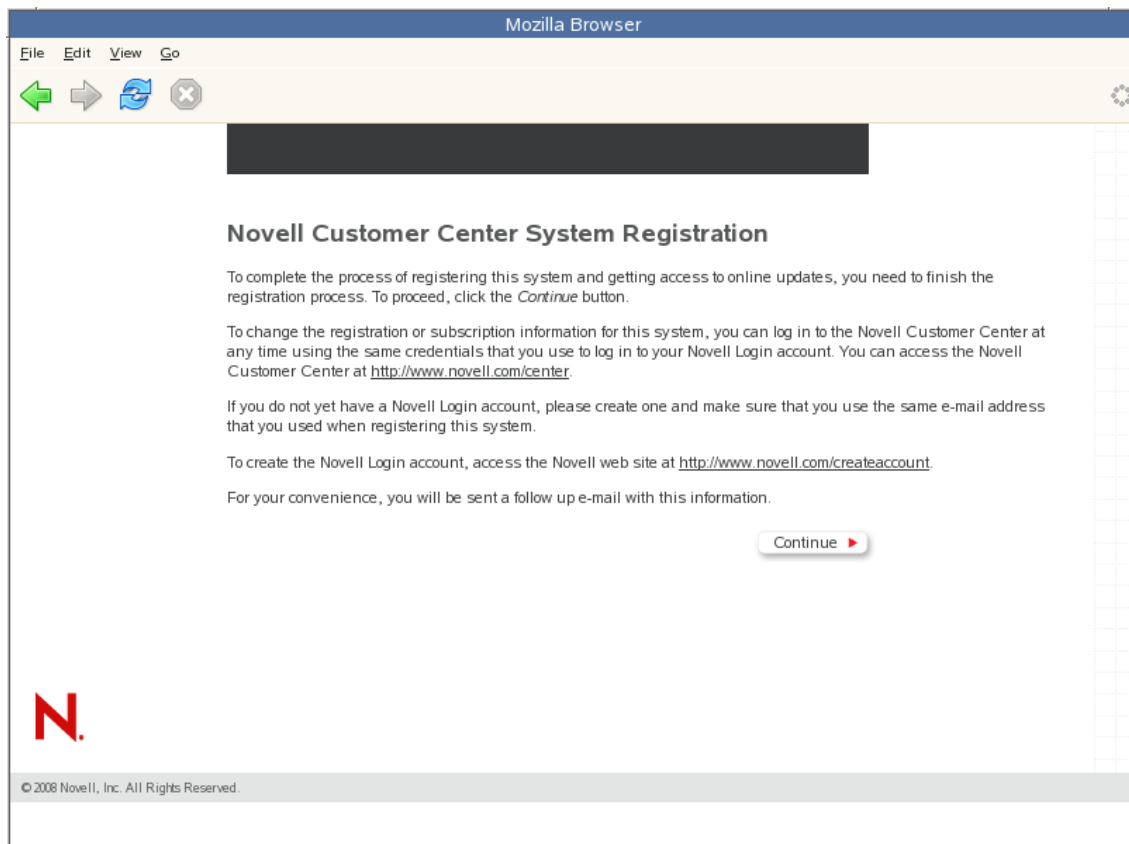 Mozilla Browser
File Edit View Go
Novell Customer Center System Registration
To complete the process of registering this system and getting access to online updates, you need to finish the
registration process. To proceed, click the Continue button.
To change the registration or subscription information for this system, you can log in to the Novell Customer Center at
any time using the same credentials that you use to log in to your Novell Login account. You can access the Novell
Customer Center at http://www.novell.com/center.
If you do not yet have a Novell Login account, please create one and make sure that you use the same e-mail address
that you used when registering this system.
To create the Novell Login account, access the Novell web site at http://www.novell.com/createaccount.
For your convenience, you will be sent a follow up e-mail with this information.
Continue
N.
© 2008 Novell, Inc. All Rights Reserved.